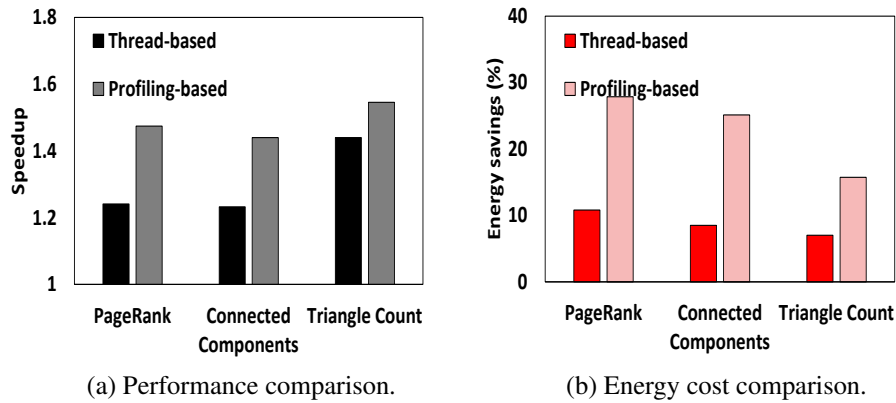 1.8
1.6
1.4
1.2
1
Speedup
Thread-based
Profiling-based
PageRank
Connected Components
Triangle Count
(a) Performance comparison.
40
30
20
10
0
Energy savings (%)
Thread-based
Profiling-based
PageRank
Connected Components
Triangle Count
(b) Energy cost comparison.